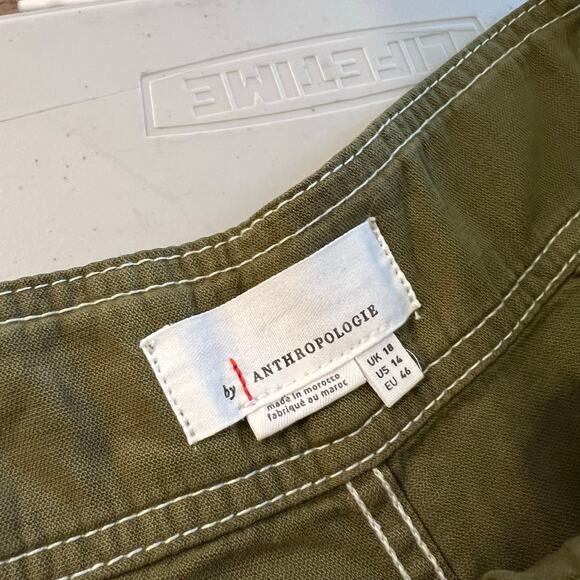 LIFETIME
by ANTHROPOLOGIE
made in morocco
fabriqué au maroc
UK 18
US 14
EU 46